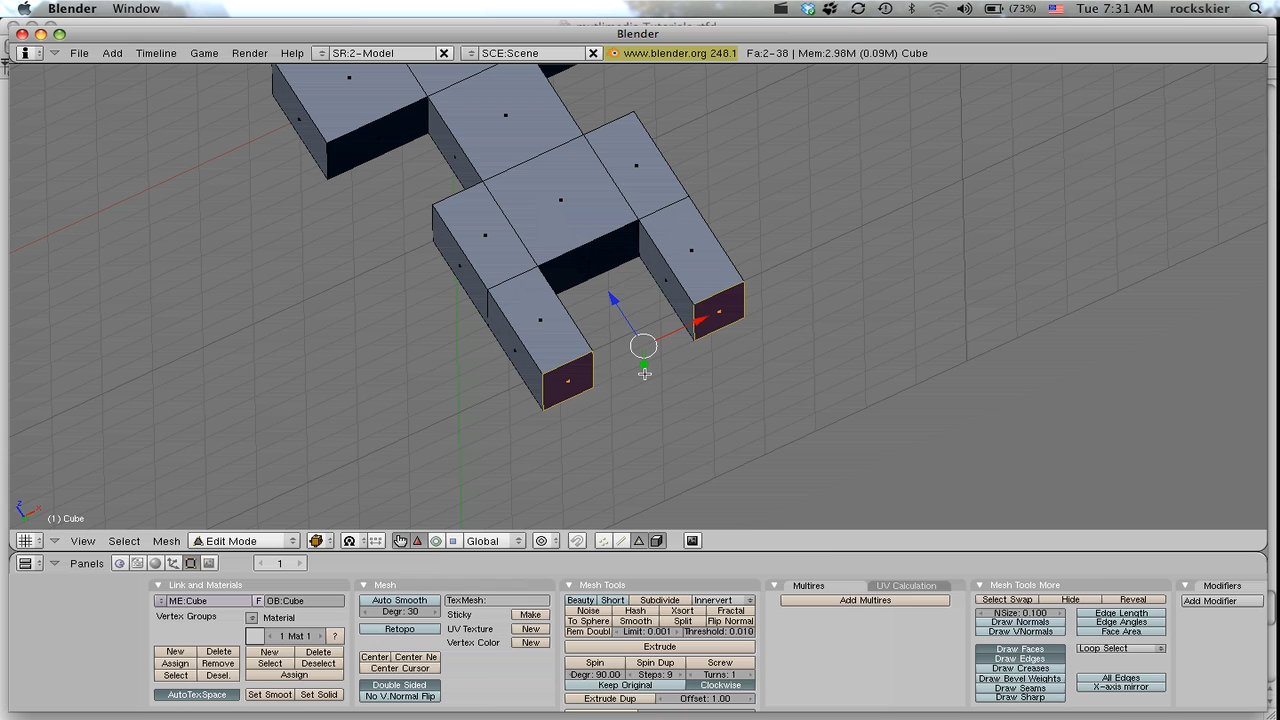 Blender Window (73%) Tue 7:31 AM rockskier
Blender
File Add Timeline Game Render Help SR:2-Model SCE:Scene www.blender.org 248.1 Fa:2-38 | Mem:2.98M (0.09M) Cube
z x
(1) Cube
View Select Mesh Edit Mode Global
Panels 1
Link and Materials Mesh Mesh Tools Multires UV Calculation Mesh Tools More Modifiers
ME:Cube F OB:Cube Auto Smooth TexMesh: Beauty Short Subdivide Innervert Add Multires Select Swap Hide Reveal Add Modifier
Degr: 30 Noise Hash Xsort Fractal NSize: 0.100 Edge Length
Vertex Groups Material Sticky Make To Sphere Smooth Split Flip Normal Draw Normals Edge Angles
Retopo UV Texture New Rem Doubl Limit: 0.001 Threshold: 0.010 Draw VNormals Face Area
1 Mat 1 ? Vertex Color New Extrude Draw Faces Loop Select
New Delete New Delete Center Center Ne Spin Spin Dup Screw Draw Edges
Assign Remove Select Deselect Center Cursor Degr: 90.00 Steps: 9 Turns: 1 Draw Creases
Select Desel. Assign Double Sided Keep Original Clockwise Draw Bevel Weights All Edges
AutoTexSpace Set Smoot Set Solid No V.Normal Flip Extrude Dup Offset: 1.00 Draw Seams X-axis mirror
Draw Sharp